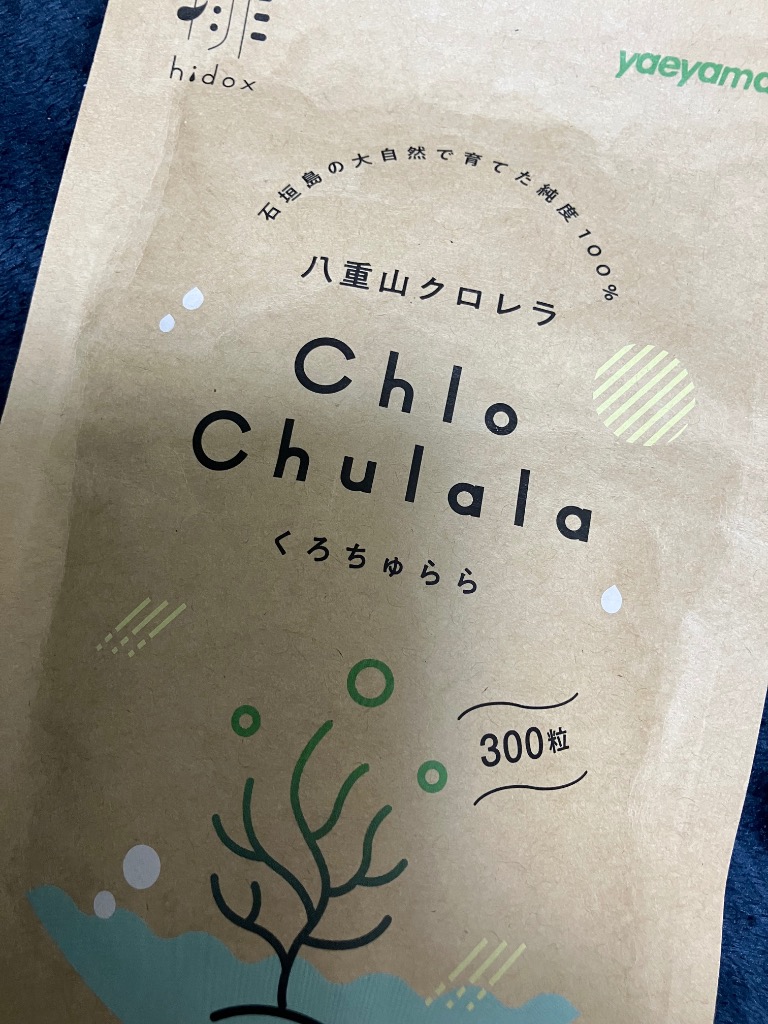 hidox
yaeyama
石垣島の大自然で育てた純度100%
八重山クロレラ
Chlo
Chulala
くろちゅらら
300粒